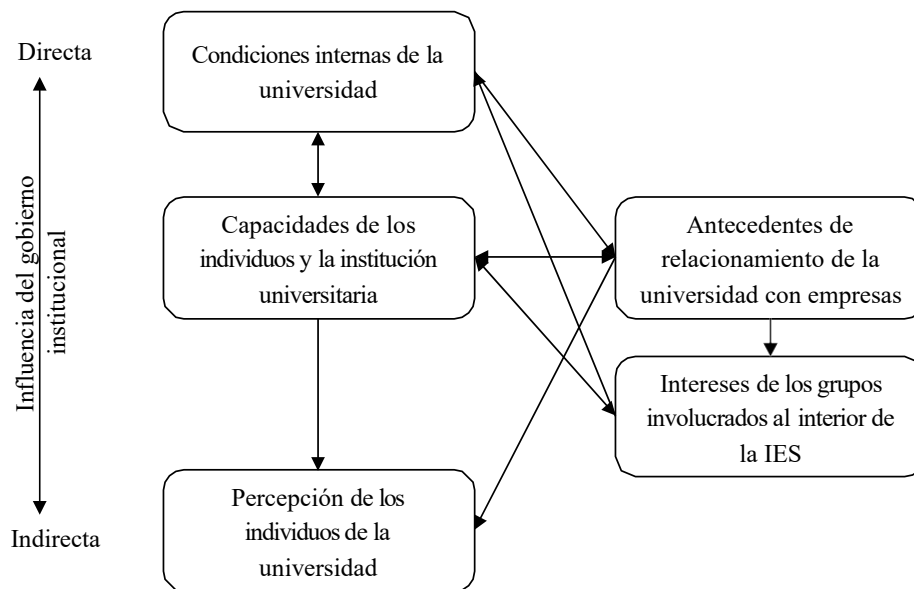 Directa
Influencia del gobierno
institucional
Indirecta
Condiciones internas de la
universidad
Capacidades de los
individuos y la institución
universitaria
Percepción de los
individuos de la
universidad
Antecedentes de
relacionamiento de la
universidad con empresas
Intereses de los grupos
involucrados al interior de
la IES